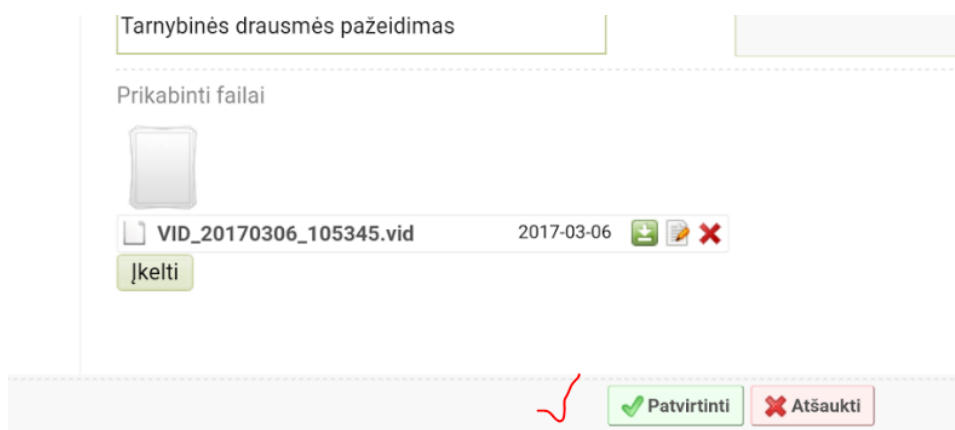 Tarnybinės drausmės pažeidimas
Prikabinti failai
VID_20170306_105345.vid 2017-03-06
Įkelti
Patvirtinti Atšaukti